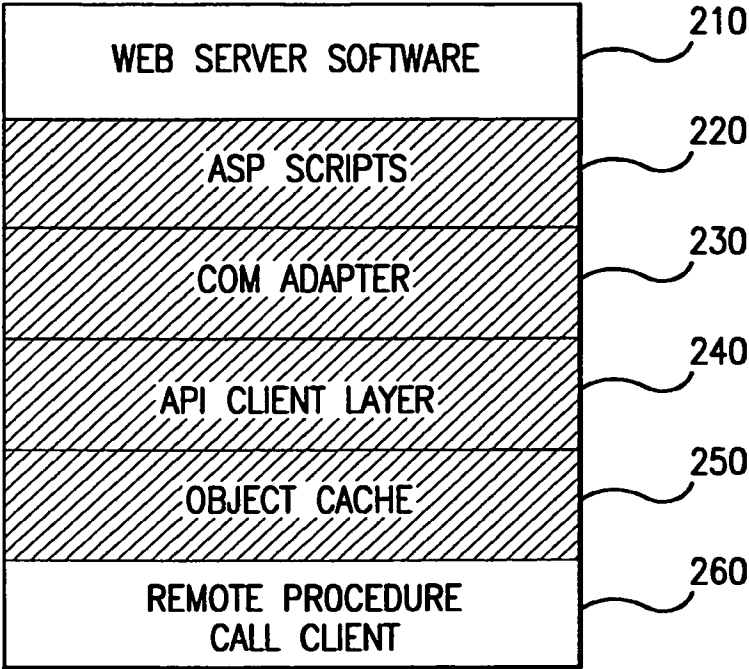 WEB SERVER SOFTWARE
210
ASP SCRIPTS
220
COM ADAPTER
230
API CLIENT LAYER
240
OBJECT CACHE
250
REMOTE PROCEDURE
CALL CLIENT
260